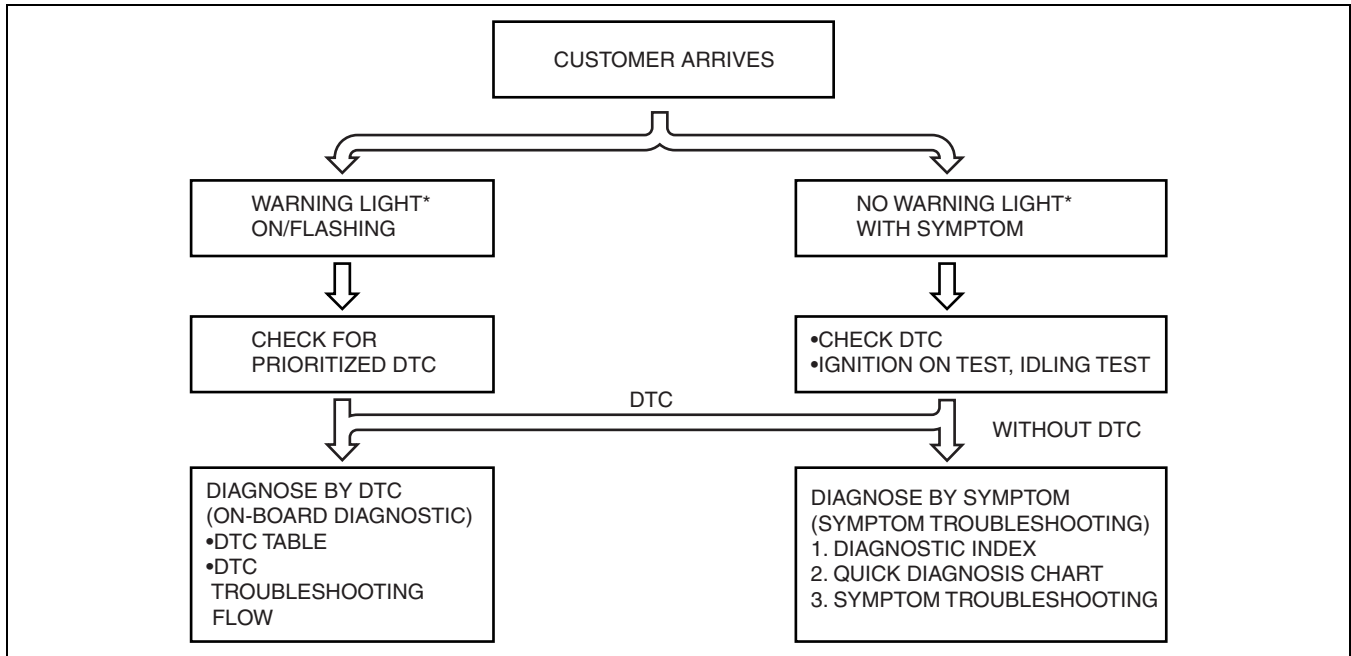 CUSTOMER ARRIVES
WARNING LIGHT*
ON/FLASHING
NO WARNING LIGHT*
WITH SYMPTOM
CHECK FOR
PRIORITIZED DTC
•CHECK DTC
•IGNITION ON TEST, IDLING TEST
DTC
WITHOUT DTC
DIAGNOSE BY DTC
(ON-BOARD DIAGNOSTIC)
•DTC TABLE
•DTC
TROUBLESHOOTING
FLOW
DIAGNOSE BY SYMPTOM
(SYMPTOM TROUBLESHOOTING)
1. DIAGNOSTIC INDEX
2. QUICK DIAGNOSIS CHART
3. SYMPTOM TROUBLESHOOTING